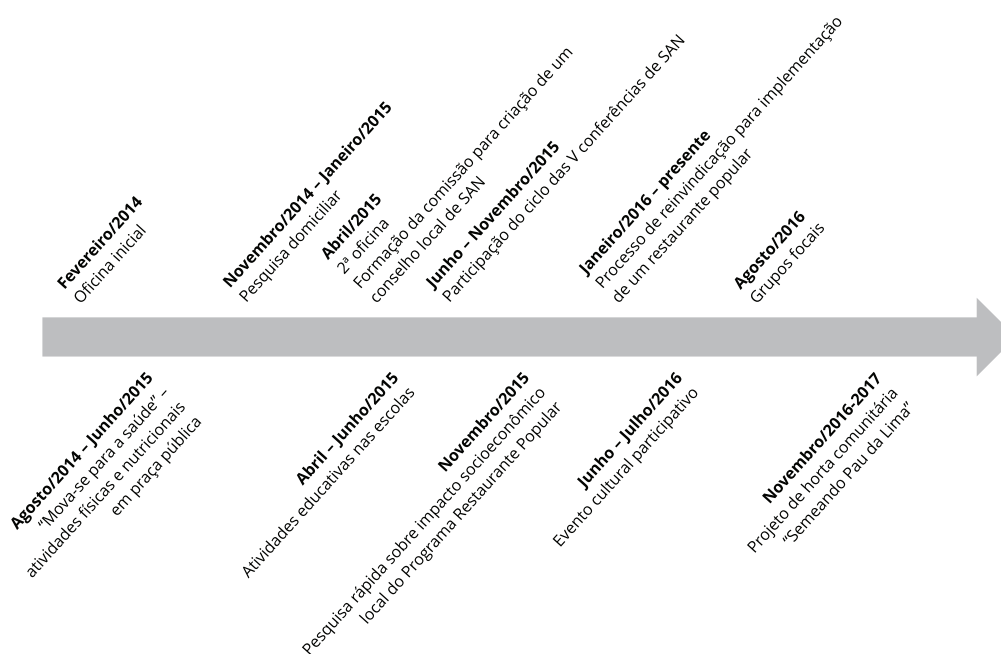 Fevereiro/2014
Oficina inicial
Novembro/2014 – Janeiro/2015
Pesquisa domiciliar
Abril/2015
2ª oficina
Formação da comissão para criação de um
conselho local de SAN
Junho – Novembro/2015
Participação do ciclo das V conferências de SAN
Janeiro/2016 – presente
Processo de reinvindicação para implementação
de um restaurante popular
Agosto/2016
Grupos focais
Agosto/2014 – Junho/2015
“Mova-se para a saúde” –
atividades físicas e nutricionais
em praça pública
Abril – Junho/2015
Atividades educativas nas escolas
Novembro/2015
Pesquisa rápida sobre impacto socioeconômico
local do Programa Restaurante Popular
Junho – Julho/2016
Evento cultural participativo
Novembro/2016-2017
Projeto de horta comunitária
“Semeando Pau da Lima”